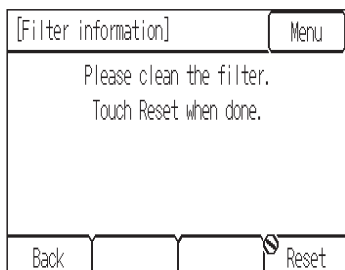 [Filter information]
Menu
Please clean the filter.
Touch Reset when done.
Back
Reset